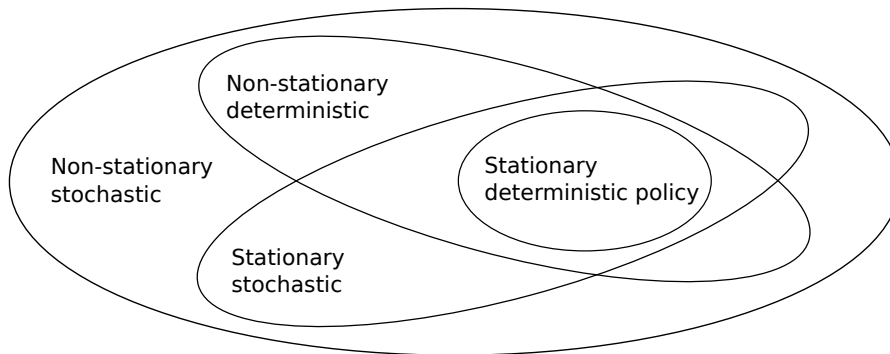 Non-stationary
deterministic
Non-stationary
stochastic
Stationary
deterministic policy
Stationary
stochastic